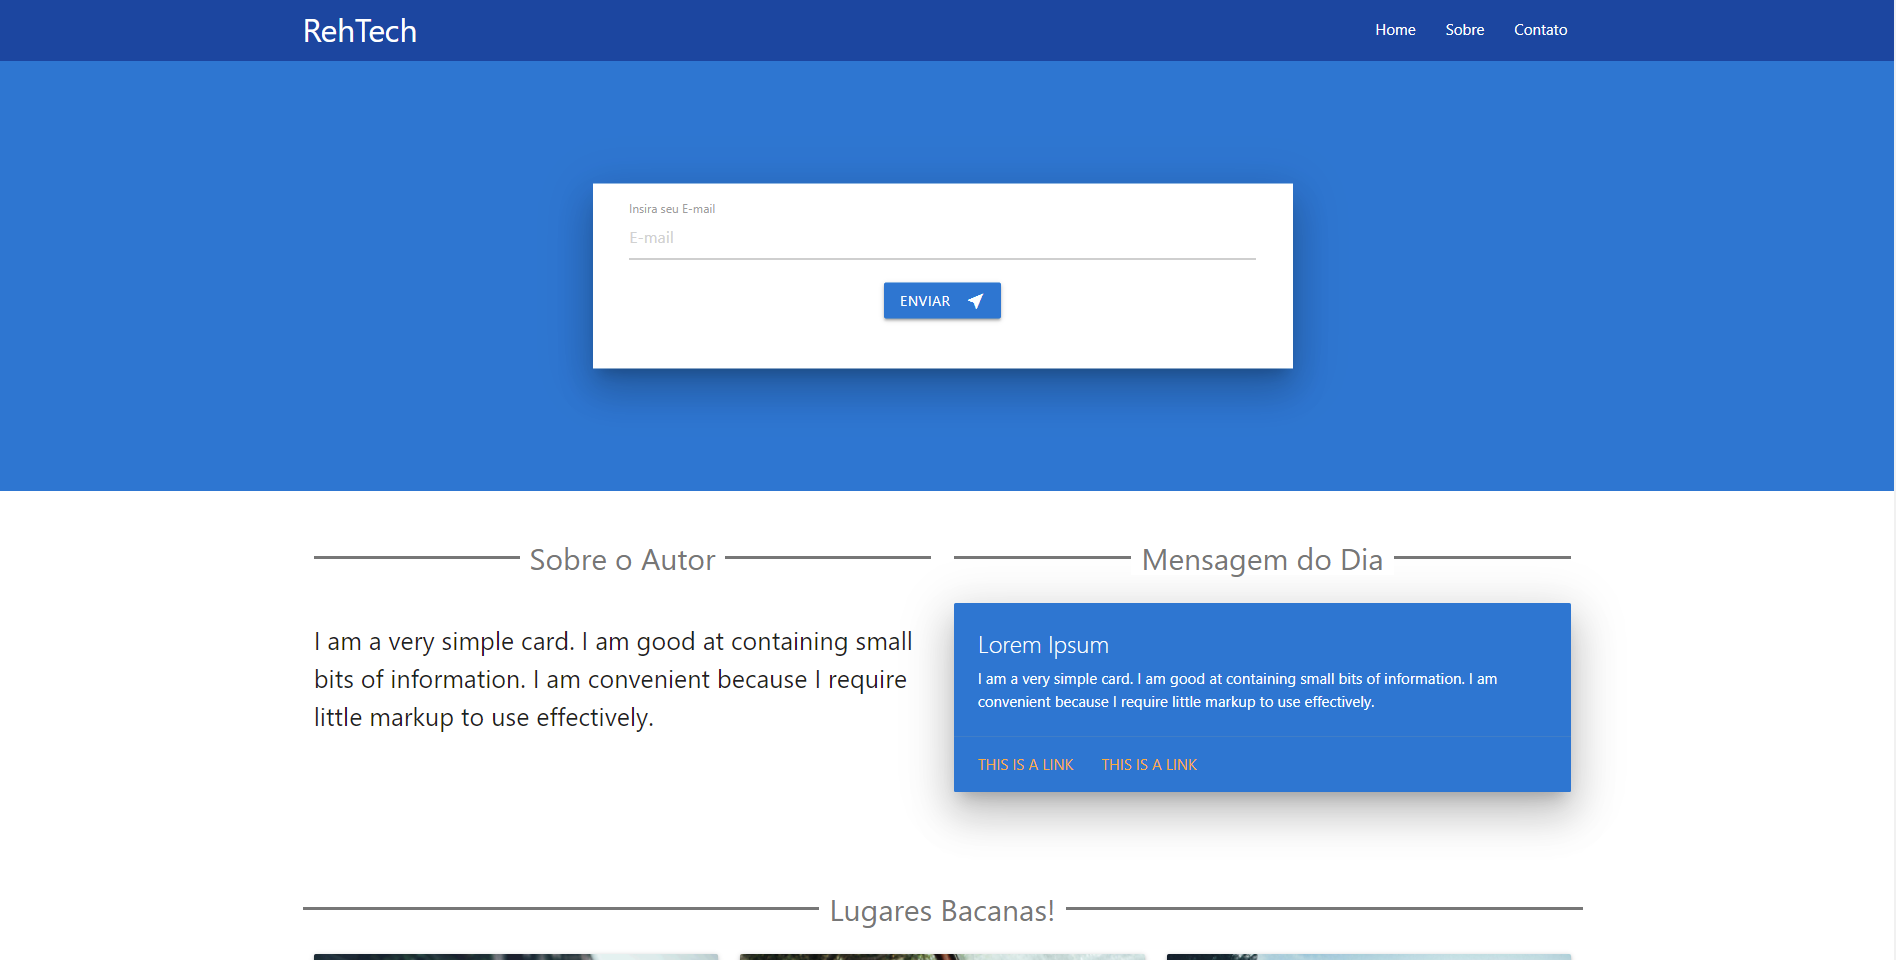 RehTech
Home Sobre Contato
Insira seu E-mail
E-mail
ENVIAR
Sobre o Autor
I am a very simple card. I am good at containing small
bits of information. I am convenient because I require
little markup to use effectively.
Mensagem do Dia
Lorem Ipsum
I am a very simple card. I am good at containing small bits of information. I am
convenient because I require little markup to use effectively.
THIS IS A LINK THIS IS A LINK
Lugares Bacanas!